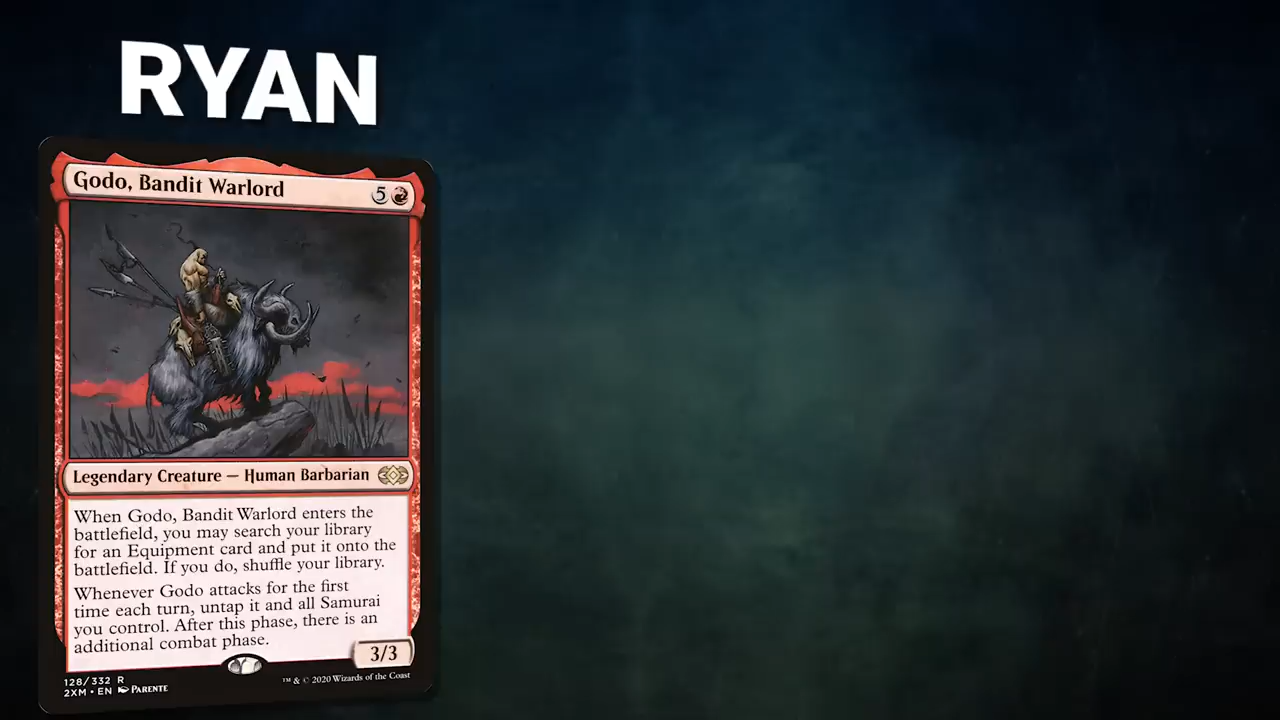 RYAN
Godo, Bandit Warlord 5
Legendary Creature — Human Barbarian
When Godo, Bandit Warlord enters the
battlefield, you may search your library
for an Equipment card and put it onto the
battlefield. If you do, shuffle your library.
Whenever Godo attacks for the first
time each turn, untap it and all Samurai
you control. After this phase, there is an
additional combat phase.
3/3
128/332 R
2XM • EN PARENTE
™ & © 2020 Wizards of the Coast